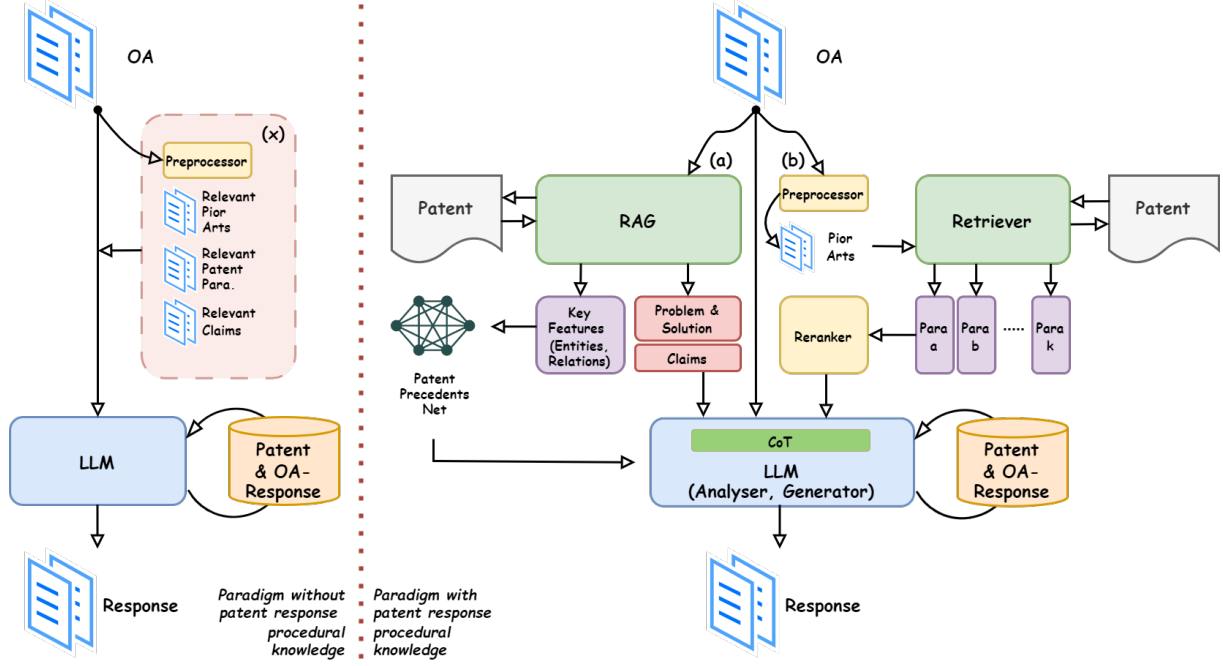 OA
(x)
Preprocessor
Relevant
Pior
Arts
Relevant
Patent
Para.
Relevant
Claims
LLM
Patent
& OA-
Response
Response
Paradigm without
patent response
procedural
knowledge
OA
(a)
(b)
Patent
RAG
Preprocessor
Pior
Arts
Retriever
Patent
Key
Features
(Entities,
Relations)
Problem &
Solution
Claims
Reranker
Para
a
Para
b
......
Para
k
Patent
Precedents
Net
CoT
LLM
(Analyser, Generator)
Patent
& OA-
Response
Response
Paradigm with
patent response
procedural
knowledge